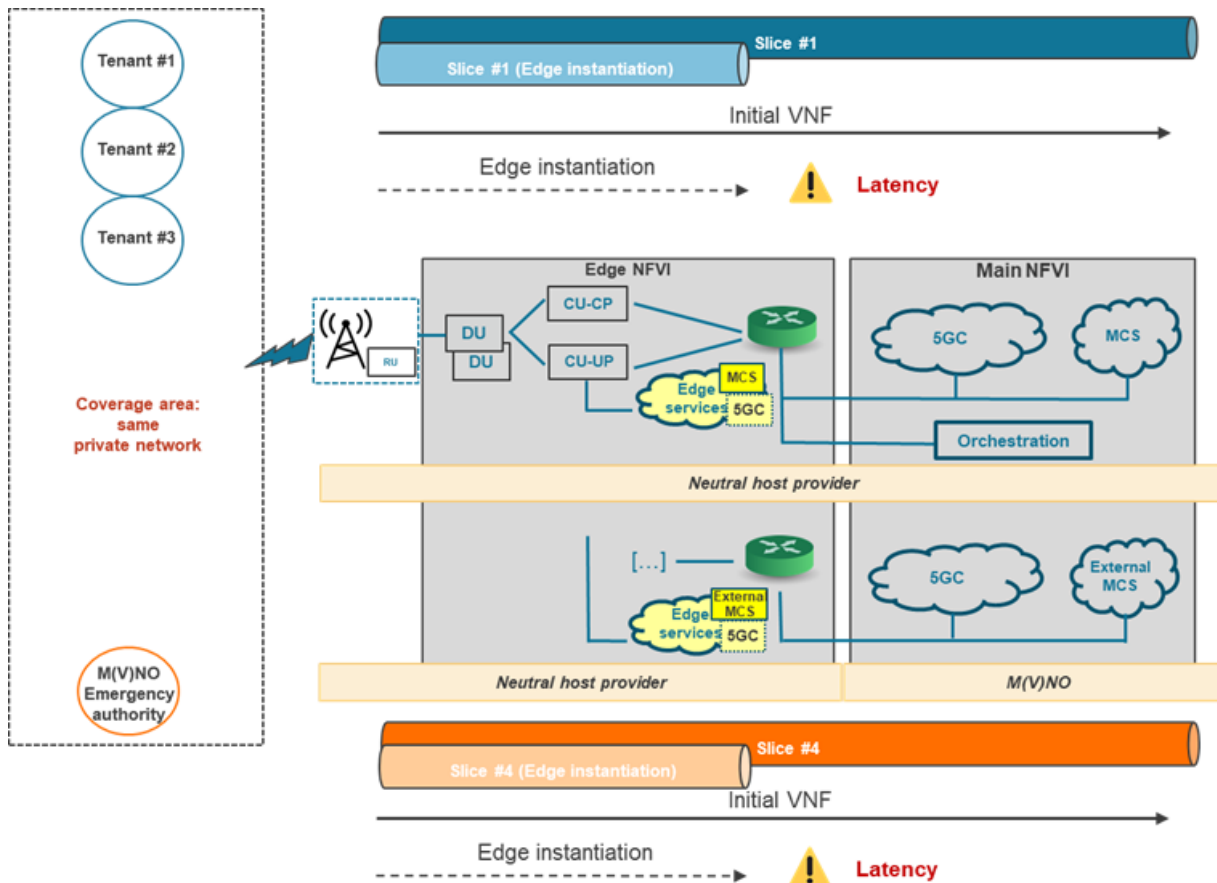 Tenant #1
Tenant #2
Tenant #3
Coverage area:
same
private network
M(V)NO
Emergency
authority
Slice #1
Slice #1 (Edge instantiation)
Initial VNF
Edge instantiation
Latency
Edge NFVI
Main NFVI
RU
DU
DU
CU-CP
CU-UP
Edge
services
MCS
5GC
5GC
MCS
Orchestration
Neutral host provider
[...]
Edge
services
External
MCS
5GC
5GC
External
MCS
Neutral host provider
M(V)NO
Slice #4
Slice #4 (Edge instantiation)
Initial VNF
Edge instantiation
Latency